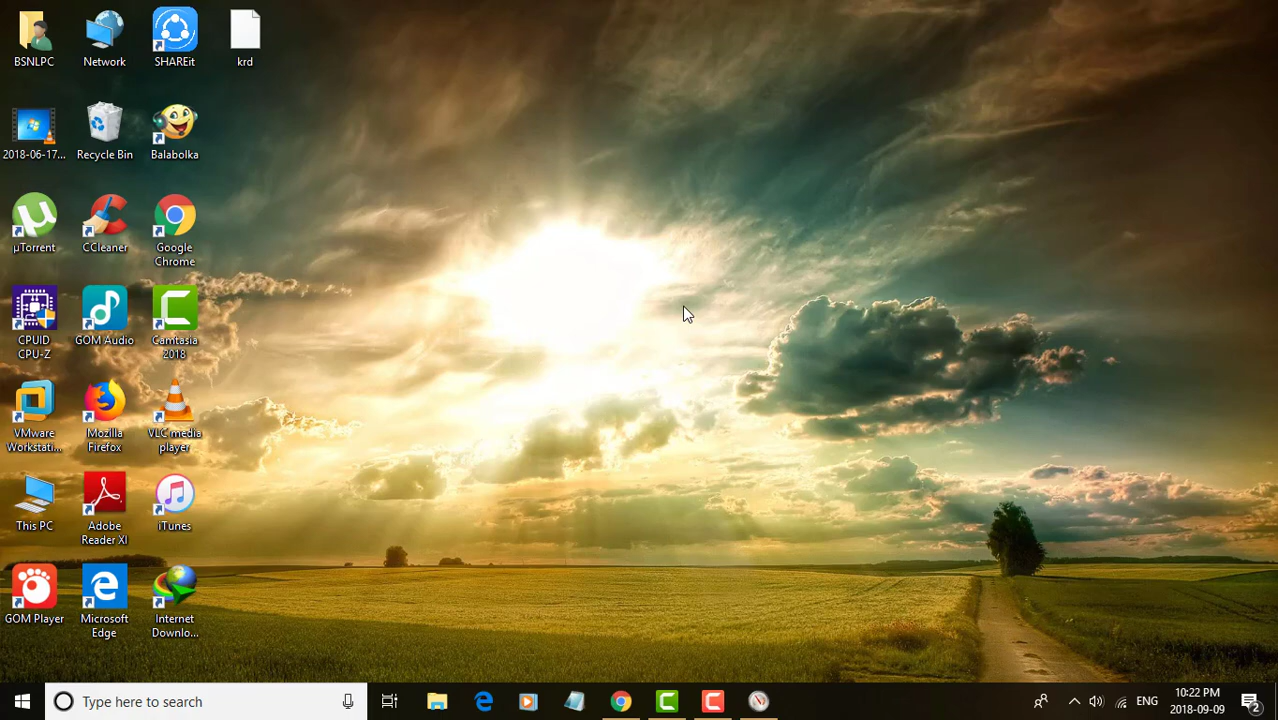 BSNLPC
Network
SHAREit
krd
2018-06-17...
Recycle Bin
Balabolka
µTorrent
CCleaner
Google
Chrome
CPUID
CPU-Z
GOM Audio
Camtasia
2018
VMware
Workstati...
Mozilla
Firefox
VLC media
player
This PC
Adobe
Reader XI
iTunes
GOM Player
Microsoft
Edge
Internet
Downlo...
Type here to search
ENG
10:22 PM
2018-09-09
2